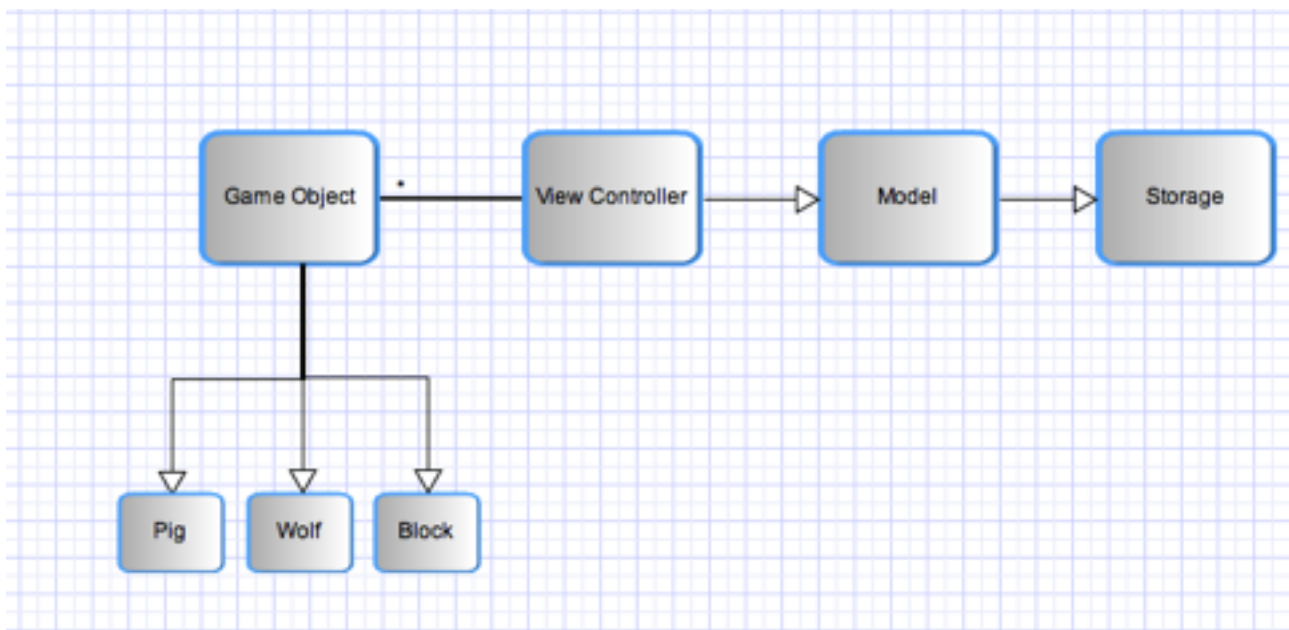 *
Game Object
View Controller
Model
Storage
Pig
Wolf
Block